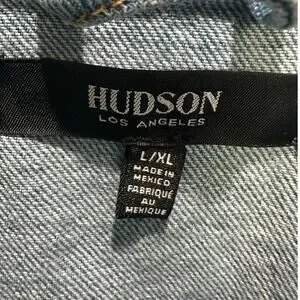 HUDSON
LOS ANGELES
L/XL
MADE IN
MEXICO
FABRIQUÉ
AU
MEXIQUE